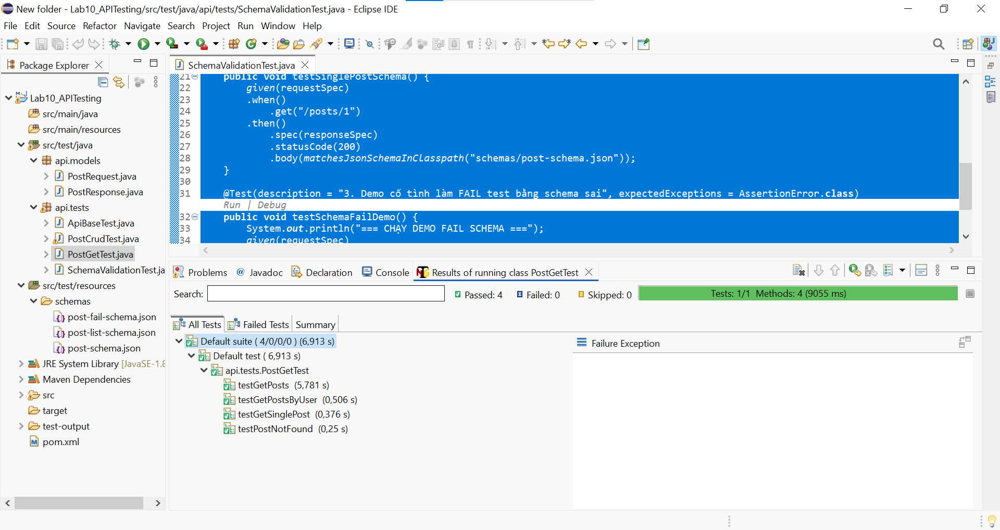 New folder - Lab10_APITesting/src/test/java/api/tests/SchemaValidationTest.java - Eclipse IDE
File Edit Source Refactor Navigate Search Project Run Window Help
Package Explorer
Lab10_APITesting
src/main/java
src/main/resources
src/test/java
api.models
PostRequest.java
PostResponse.java
api.tests
ApiBaseTest.java
PostCrudTest.java
PostGetTest.java
SchemaValidationTest.ja
src/test/resources
schemas
post-fail-schema.json
post-list-schema.json
post-schema.json
JRE System Library [JavaSE-1.8
Maven Dependencies
src
target
test-output
pom.xml
SchemaValidationTest.java
21 public void testSinglePostSchema() {
22 given(requestSpec)
23 .when()
24 .get("/posts/1")
25 .then()
26 .spec(responseSpec)
27 .statusCode(200)
28 .body(matchesJsonSchemaInClasspath("schemas/post-schema.json"));
29 }
30
31 @Test(description = "3. Demo cố tình làm FAIL test bằng schema sai", expectedExceptions = AssertionError.class)
Run | Debug
32 public void testSchemaFailDemo() {
33 System.out.println("=== CHẠY DEMO FAIL SCHEMA ===");
34 given(requestSpec)
Problems @ Javadoc Declaration Console Results of running class PostGetTest
Search: Passed: 4 Failed: 0 Skipped: 0 Tests: 1/1 Methods: 4 (9055 ms)
All Tests Failed Tests Summary
Default suite ( 4/0/0/0 ) (6,913 s)
Default test ( 6,913 s)
api.tests.PostGetTest
testGetPosts (5,781 s)
testGetPostsByUser (0,506 s)
testGetSinglePost (0,376 s)
testPostNotFound (0,25 s)
Failure Exception